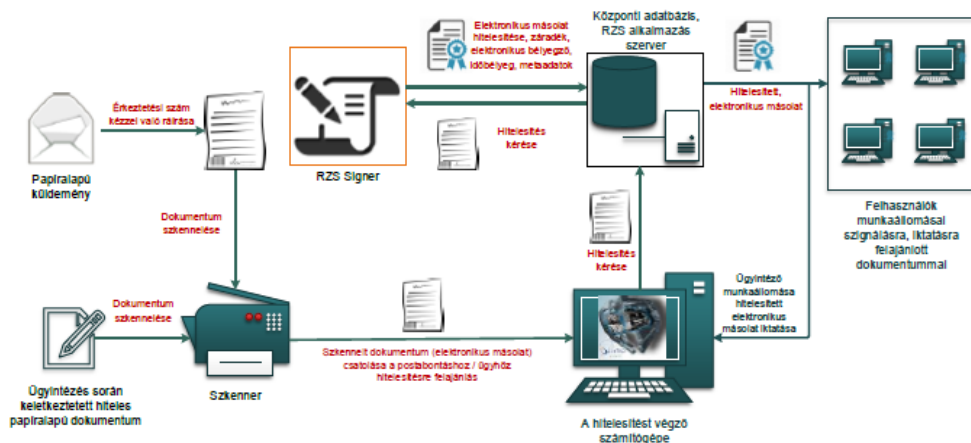 Elektronikus másolat
hitelesítése, záradék,
elektronikus bélyegző,
időbélyeg, metaadatok
Központi adatbázis,
RZS alkalmazás
szerver
Hitelesített,
elektronikus másolat
Érkeztetési szám
kézzel való ráírása
Hitelesítés
kérése
Papíralapú
küldemény
RZS Signer
Felhasználók
munkaállomásai
szignálásra, iktatásra
felajánlott
dokumentummal
Dokumentum
szkennelése
Hitelesítés
kérése
Ügyintéző
munkaállomása
hitelesített
elektronikus
másolat iktatása
Dokumentum
szkennelése
Szkennelt dokumentum (elektronikus másolat)
csatolása a postabontáshoz / ügyhöz
hitelesítésre felajánlás
Ügyintézés során
keletkeztetett hiteles
papíralapú dokumentum
Szkenner
A hitelesítést végző
számítógépe